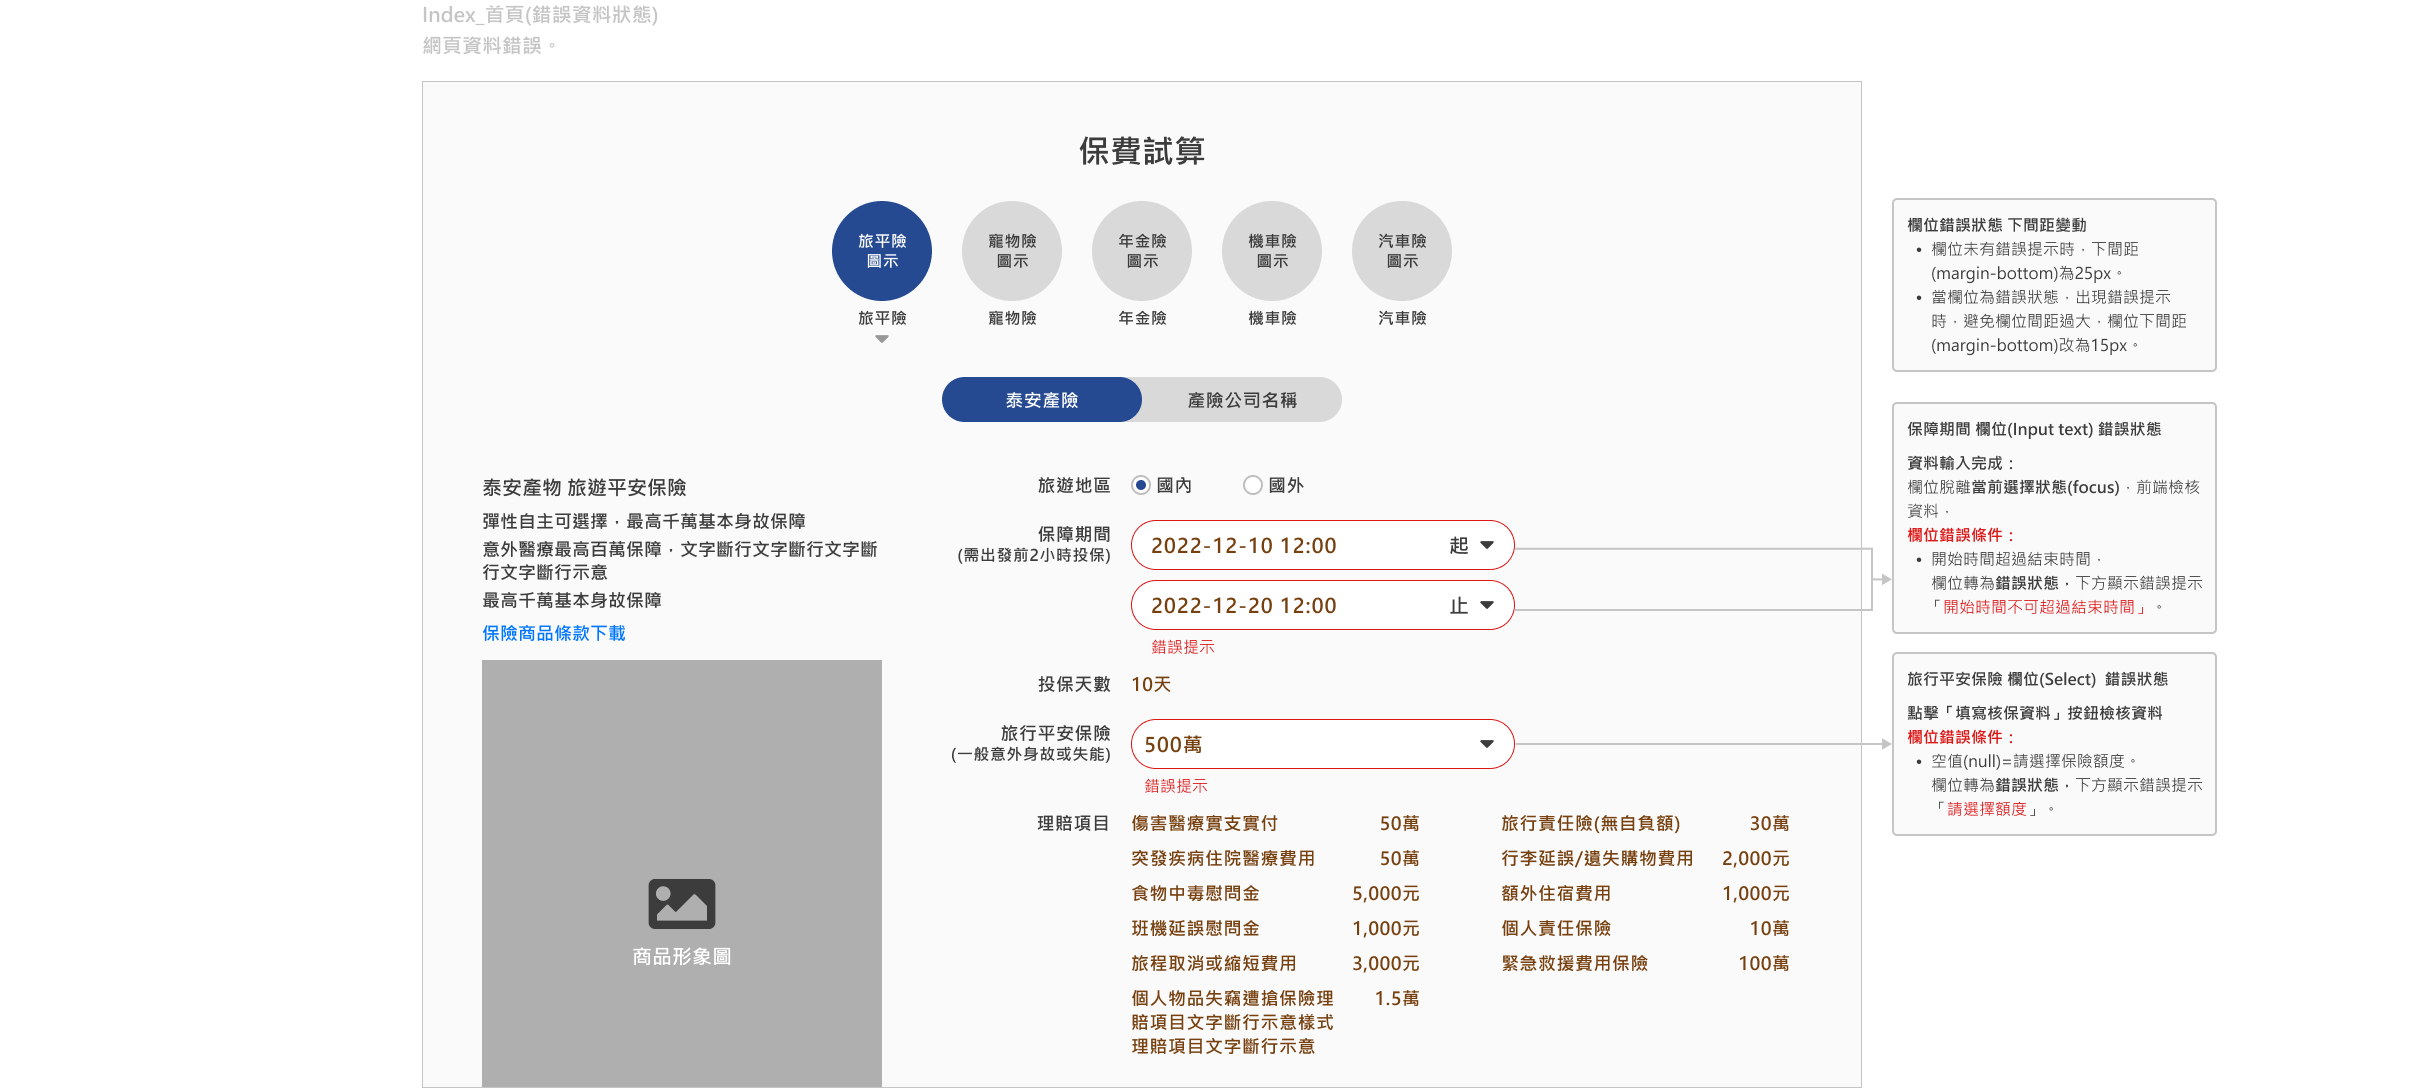 Index_首頁(錯誤資料狀態)
網頁資料錯誤。
保費試算
旅平險
圖示
寵物險
圖示
年金險
圖示
機車險
圖示
汽車險
圖示
旅平險
寵物險
年金險
機車險
汽車險
泰安產險
產險公司名稱
泰安產物 旅遊平安保險
彈性自主可選擇，最高千萬基本身故保障
意外醫療最高百萬保障，文字斷行文字斷行文字斷
行文字斷行示意
最高千萬基本身故保障
保險商品條款下載
商品形象圖
旅遊地區
國內
國外
保障期間
(需出發前2小時投保)
2022-12-10 12:00
起
2022-12-20 12:00
止
錯誤提示
投保天數
10天
旅行平安保險
(一般意外身故或失能)
500萬
錯誤提示
理賠項目
傷害醫療實支實付 50萬
突發疾病住院醫療費用 50萬
食物中毒慰問金 5,000元
班機延誤慰問金 1,000元
旅程取消或縮短費用 3,000元
個人物品失竊遭搶保險理 1.5萬
賠項目文字斷行示意樣式
理賠項目文字斷行示意
旅行責任險(無自負額) 30萬
行李延誤/遺失購物費用 2,000元
額外住宿費用 1,000元
個人責任保險 10萬
緊急救援費用保險 100萬
欄位錯誤狀態 下間距變動
• 欄位未有錯誤提示時，下間距
(margin-bottom)為25px。
• 當欄位為錯誤狀態，出現錯誤提示
時，避免欄位間距過大，欄位下間距
(margin-bottom)改為15px。
保障期間 欄位(Input text) 錯誤狀態
資料輸入完成：
欄位脫離當前選擇狀態(focus)，前端檢核
資料，
欄位錯誤條件：
• 開始時間超過結束時間，
欄位轉為錯誤狀態，下方顯示錯誤提示
「開始時間不可超過結束時間」。
旅行平安保險 欄位(Select) 錯誤狀態
點擊「填寫核保資料」按鈕檢核資料
欄位錯誤條件：
• 空值(null)=請選擇保險額度。
欄位轉為錯誤狀態，下方顯示錯誤提示
「請選擇額度」。